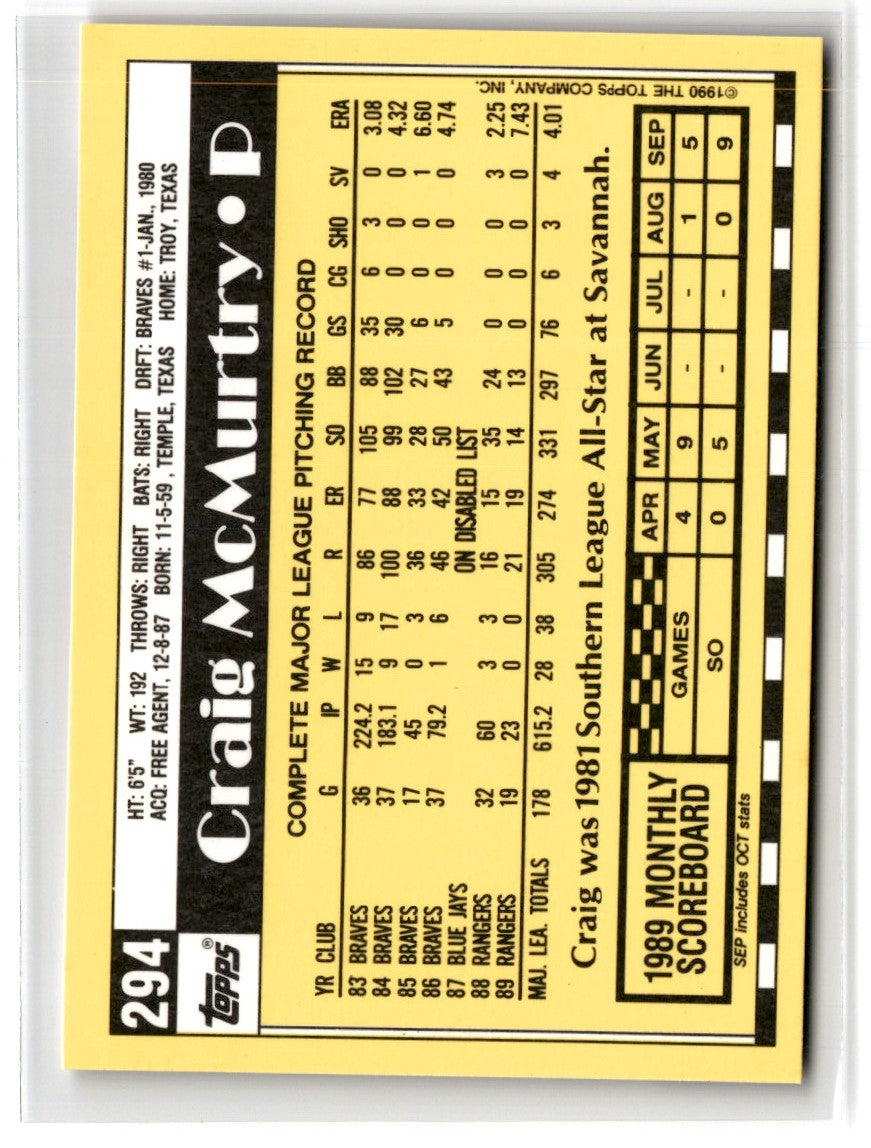 294
HT: 6'5" WT: 192 THROWS: RIGHT BATS: RIGHT DRFT: BRAVES #1-JAN., 1980
ACQ: FREE AGENT, 12-8-87 BORN: 11-5-59 , TEMPLE, TEXAS HOME: TROY, TEXAS
topps®
Craig McMurtry • P
COMPLETE MAJOR LEAGUE PITCHING RECORD
YR CLUB G IP W L R ER SO BB GS CG SHO SV ERA
83 BRAVES 36 224.2 15 9 86 77 105 88 35 6 3 0 3.08
84 BRAVES 37 183.1 9 17 100 88 99 102 30 0 0 0 4.32
85 BRAVES 17 45 0 3 36 33 28 27 6 0 0 1 6.60
86 BRAVES 37 79.2 1 6 46 42 50 43 5 0 0 0 4.74
87 BLUE JAYS ON DISABLED LIST
88 RANGERS 32 60 3 3 16 15 35 24 0 0 0 3 2.25
89 RANGERS 19 23 0 0 21 19 14 13 0 0 0 0 7.43
MAJ. LEA. TOTALS 178 615.2 28 38 305 274 331 297 76 6 3 4 4.01
Craig was 1981 Southern League All-Star at Savannah.
1989 MONTHLY
SCOREBOARD
APR MAY JUN JUL AUG SEP
GAMES 4 9 - - 1 5
SO 0 5 - - 0 9
SEP includes OCT stats
©1990 THE TOPPS COMPANY, INC.